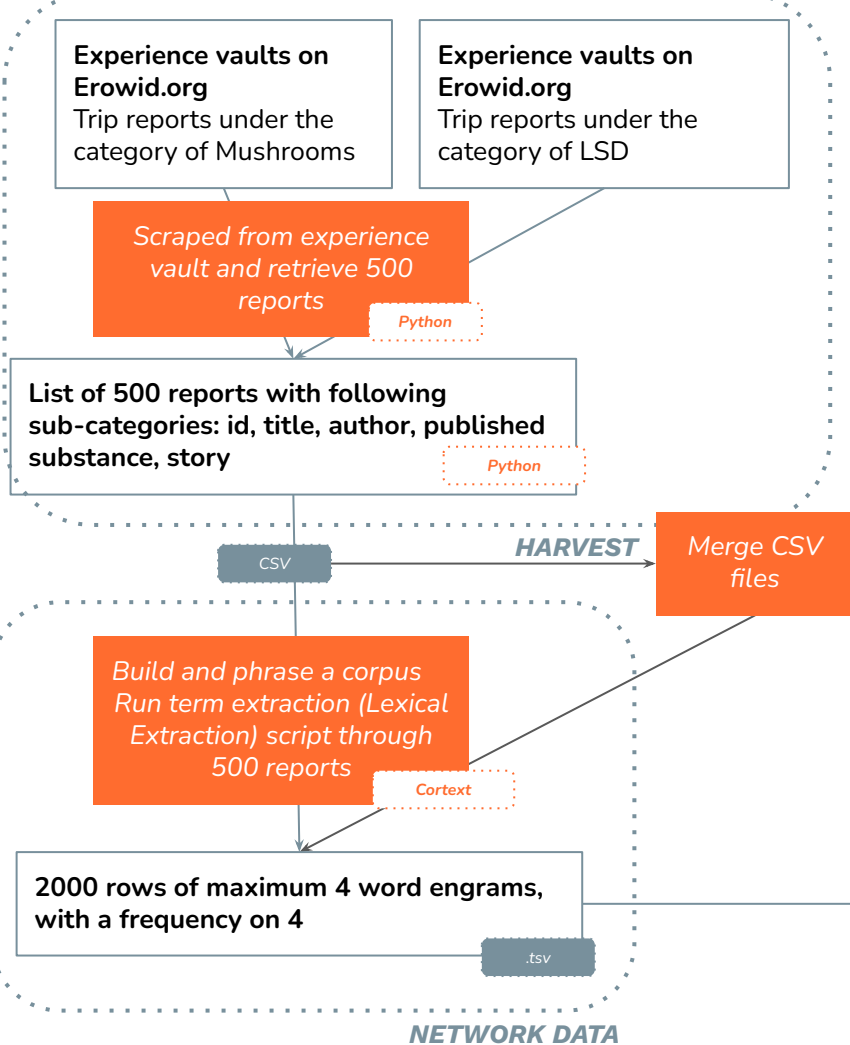 Experience vaults on
Erowid.org
Trip reports under the
category of Mushrooms
Experience vaults on
Erowid.org
Trip reports under the
category of LSD
Scraped from experience
vault and retrieve 500
reports
Python
List of 500 reports with following
sub-categories: id, title, author, published
substance, story
Python
CSV
HARVEST
Merge CSV
files
Build and phrase a corpus
Run term extraction (Lexical
Extraction) script through
500 reports
Cortext
2000 rows of maximum 4 word engrams,
with a frequency on 4
.tsv
NETWORK DATA